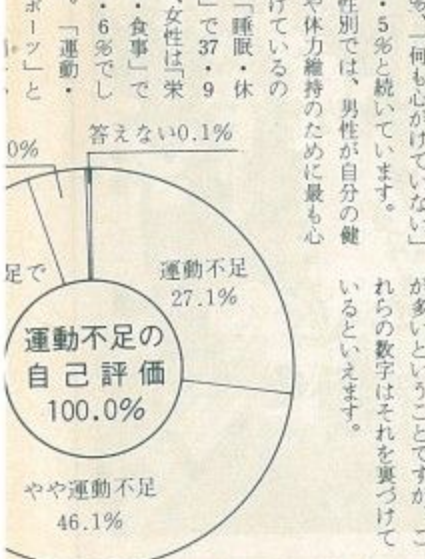 %、「何も心がけていない」
・5%と続いています。
性別では、男性が自分の健
や体力維持のために最も心
けているの
「睡眠・休
」で37・9
、女性は「栄
・食事」で
・6%でし
。「運動・
ポーツ」と
が多いということですが、こ
れらの数字はそれを裏づけて
いるといえます。
答えない0.1%
0%
運動不足
27.1%
足で
運動不足の
自己評価
100.0%
やや運動不足
46.1%